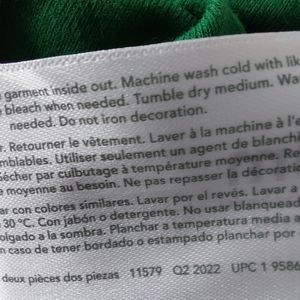 garment inside out. Machine wash cold with lik
bleach when needed. Tumble dry medium. Wa
needed. Do not iron decoration.
r. Retourner le vêtement. Laver à la machine à l'e
mblables. Utiliser seulement un agent de blanch
Sécher par culbutage à température moyenne. Re
e moyenne au besoin. Ne pas repasser la décoratio
ar con colores similares. Lavar por el revés. Lavar a
30 °C. Con jabón o detergente. No usar blanquead
olgado a la sombra. Planchar a temperatura media a
n caso de tener bordado o estampado planchar por
deux pièces dos piezas 11579 Q2 2022 UPC 1 9586